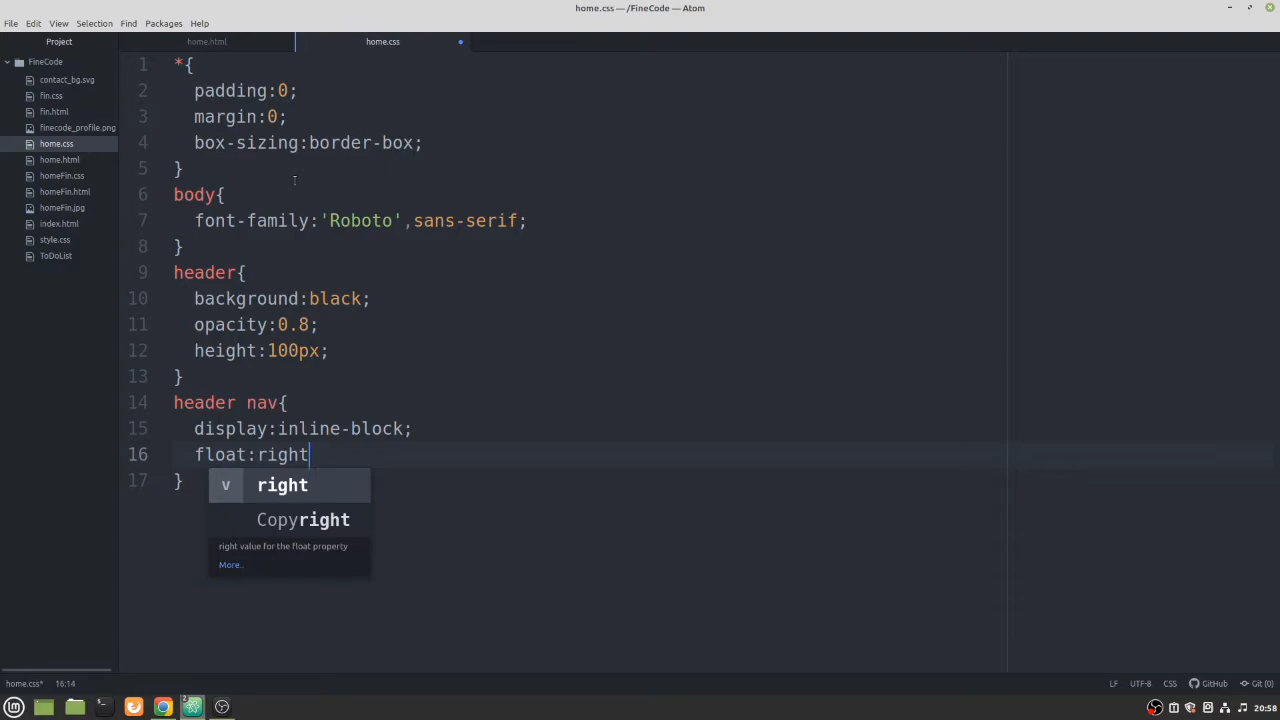 home.css — ~/FineCode — Atom
File Edit View Selection Find Packages Help
Project
home.html
home.css
FineCode
contact_bg.svg
fin.css
fin.html
finecode_profile.png
home.css
home.html
homeFin.css
homeFin.html
homeFin.jpg
index.html
style.css
ToDoList
1 *{
2 padding:0;
3 margin:0;
4 box-sizing:border-box;
5 }
6 body{
7 font-family:'Roboto',sans-serif;
8 }
9 header{
10 background:black;
11 opacity:0.8;
12 height:100px;
13 }
14 header nav{
15 display:inline-block;
16 float:right
17 }
v right
Copyright
right value for the float property
More..
home.css* 16:14
LF UTF-8 CSS GitHub Git (0)
20:58